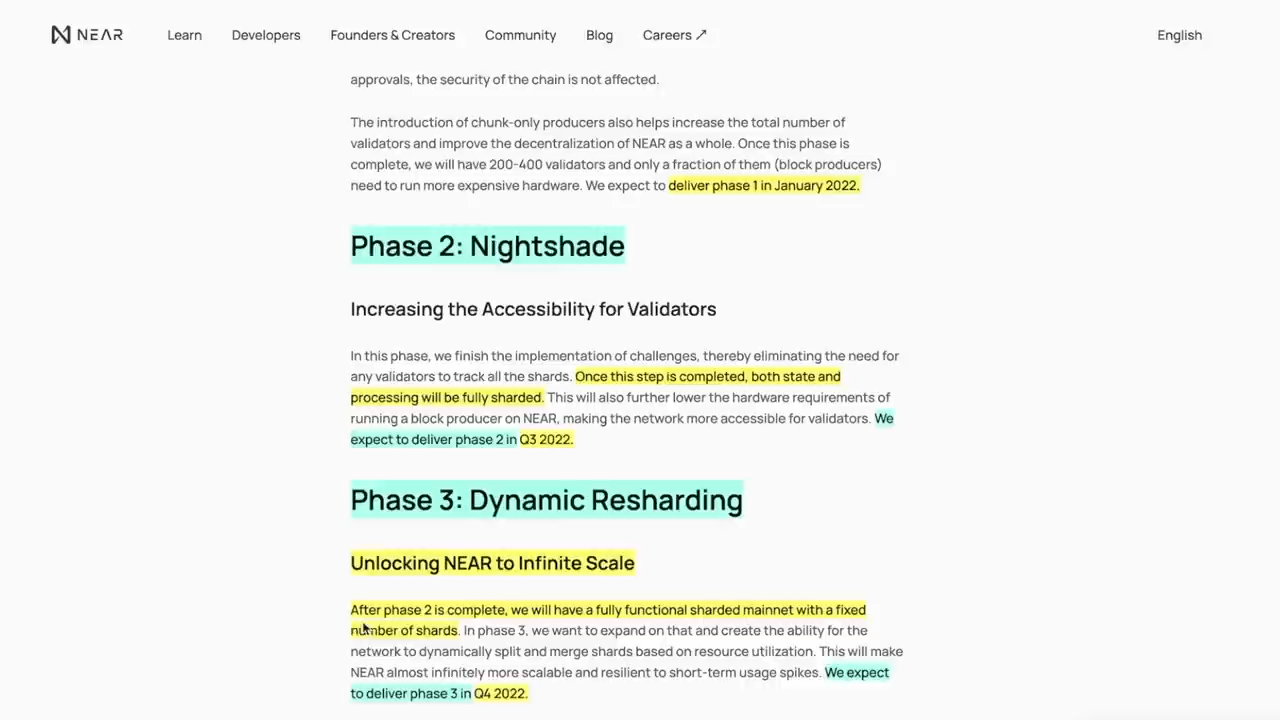 NEAR Learn Developers Founders & Creators Community Blog Careers ↗ English
approvals, the security of the chain is not affected.
The introduction of chunk-only producers also helps increase the total number of
validators and improve the decentralization of NEAR as a whole. Once this phase is
complete, we will have 200-400 validators and only a fraction of them (block producers)
need to run more expensive hardware. We expect to deliver phase 1 in January 2022.
Phase 2: Nightshade
Increasing the Accessibility for Validators
In this phase, we finish the implementation of challenges, thereby eliminating the need for
any validators to track all the shards. Once this step is completed, both state and
processing will be fully sharded. This will also further lower the hardware requirements of
running a block producer on NEAR, making the network more accessible for validators. We
expect to deliver phase 2 in Q3 2022.
Phase 3: Dynamic Resharding
Unlocking NEAR to Infinite Scale
After phase 2 is complete, we will have a fully functional sharded mainnet with a fixed
number of shards. In phase 3, we want to expand on that and create the ability for the
network to dynamically split and merge shards based on resource utilization. This will make
NEAR almost infinitely more scalable and resilient to short-term usage spikes. We expect
to deliver phase 3 in Q4 2022.